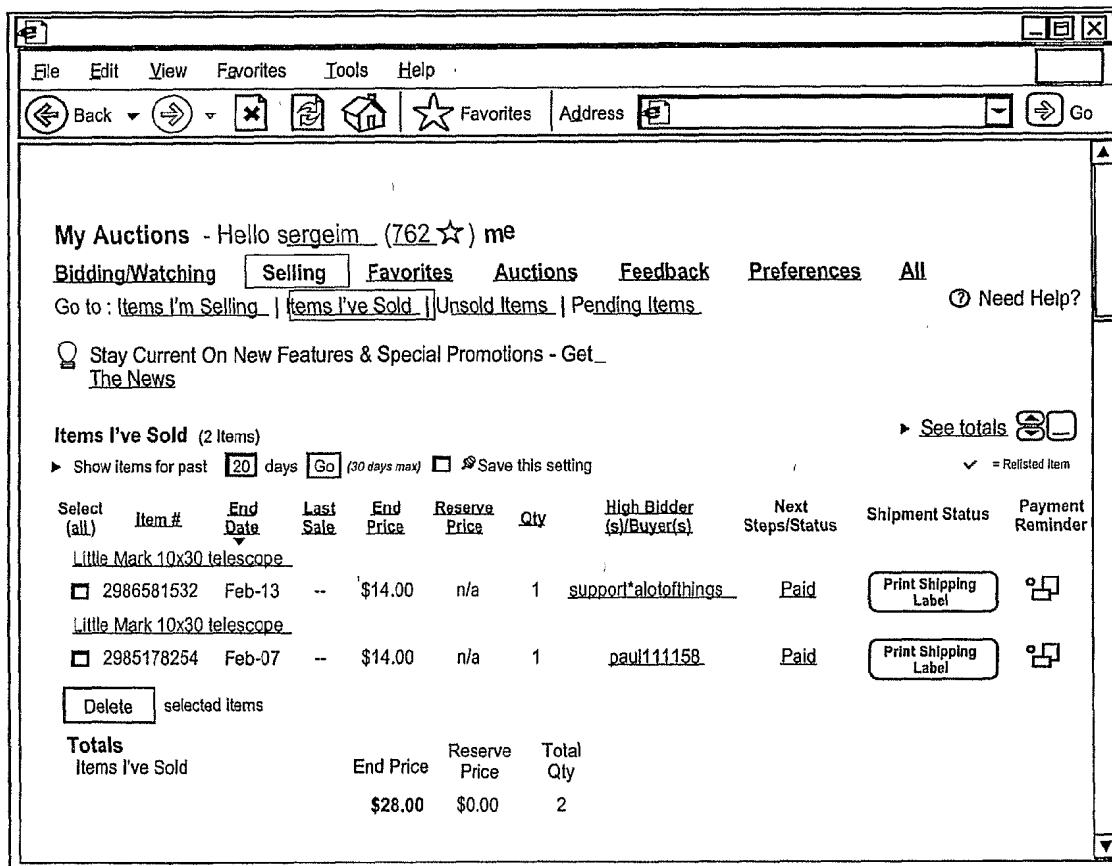 File Edit View Favorites Tools Help
Back Favorites Address Go
My Auctions - Hello sergeim (762 ☆) me
Bidding/Watching Selling Favorites Auctions Feedback Preferences All
Go to : Items I'm Selling | Items I've Sold | Unsold Items | Pending Items
? Need Help?
Stay Current On New Features & Special Promotions - Get
The News
Items I've Sold (2 Items) See totals
Show items for past 20 days Go (30 days max) Save this setting ✓ = Relisted Item
Select (all) Item # End Date Last Sale End Price Reserve Price Qty High Bidder (s)/Buyer(s) Next Steps/Status Shipment Status Payment Reminder
Little Mark 10x30 telescope
2986581532 Feb-13 -- $14.00 n/a 1 support*alotofthings Paid Print Shipping Label
Little Mark 10x30 telescope
2985178254 Feb-07 -- $14.00 n/a 1 paul111158 Paid Print Shipping Label
Delete selected items
Totals
Items I've Sold End Price Reserve Price Total Qty
$28.00 $0.00 2